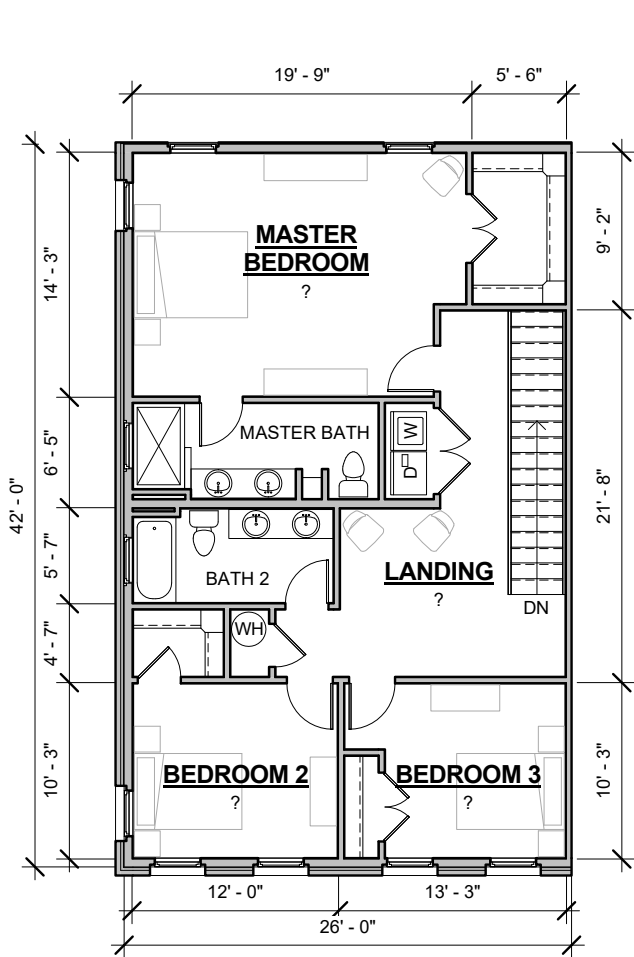 19' - 9"
5' - 6"
14' - 3"
9' - 2"
MASTER
BEDROOM
?
6' - 5"
42' - 0"
MASTER BATH
W
D
21' - 8"
5' - 7"
BATH 2
LANDING
?
DN
4' - 7"
WH
10' - 3"
BEDROOM 2
?
BEDROOM 3
?
10' - 3"
12' - 0"
13' - 3"
26' - 0"